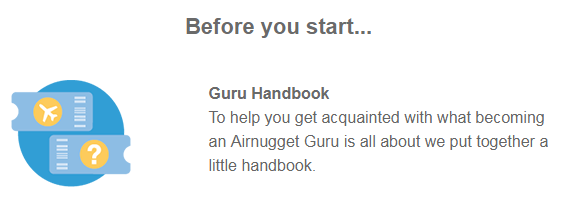 Before you start...
Guru Handbook
To help you get acquainted with what becoming
an Airnugget Guru is all about we put together a
little handbook.
?